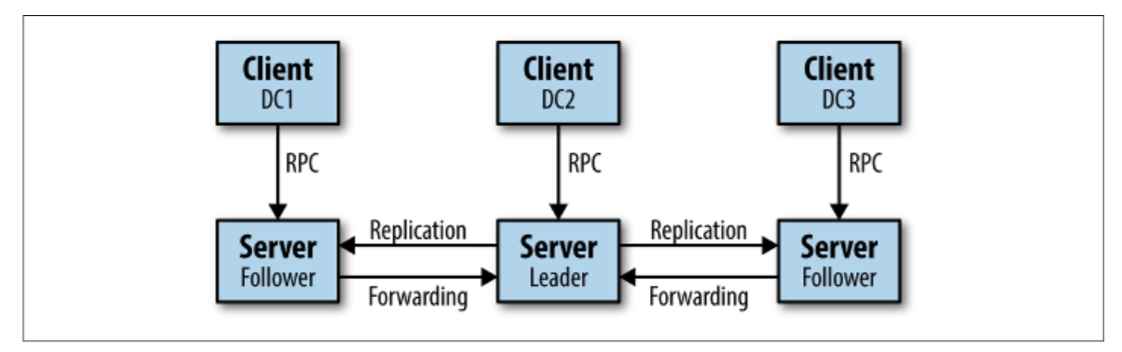 Client
DC1
Client
DC2
Client
DC3
RPC
RPC
RPC
Server
Follower
Replication
Forwarding
Server
Leader
Replication
Forwarding
Server
Follower